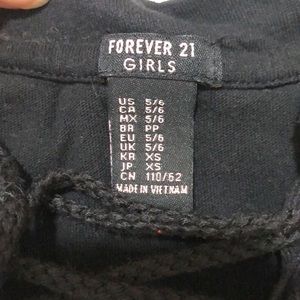 FOREVER 21
GIRLS
US 5/6
CA 5/6
MX 5/6
BR PP
EU 5/6
UK 5/6
KR XS
JP XS
CN 110/52
MADE IN VIETNAM